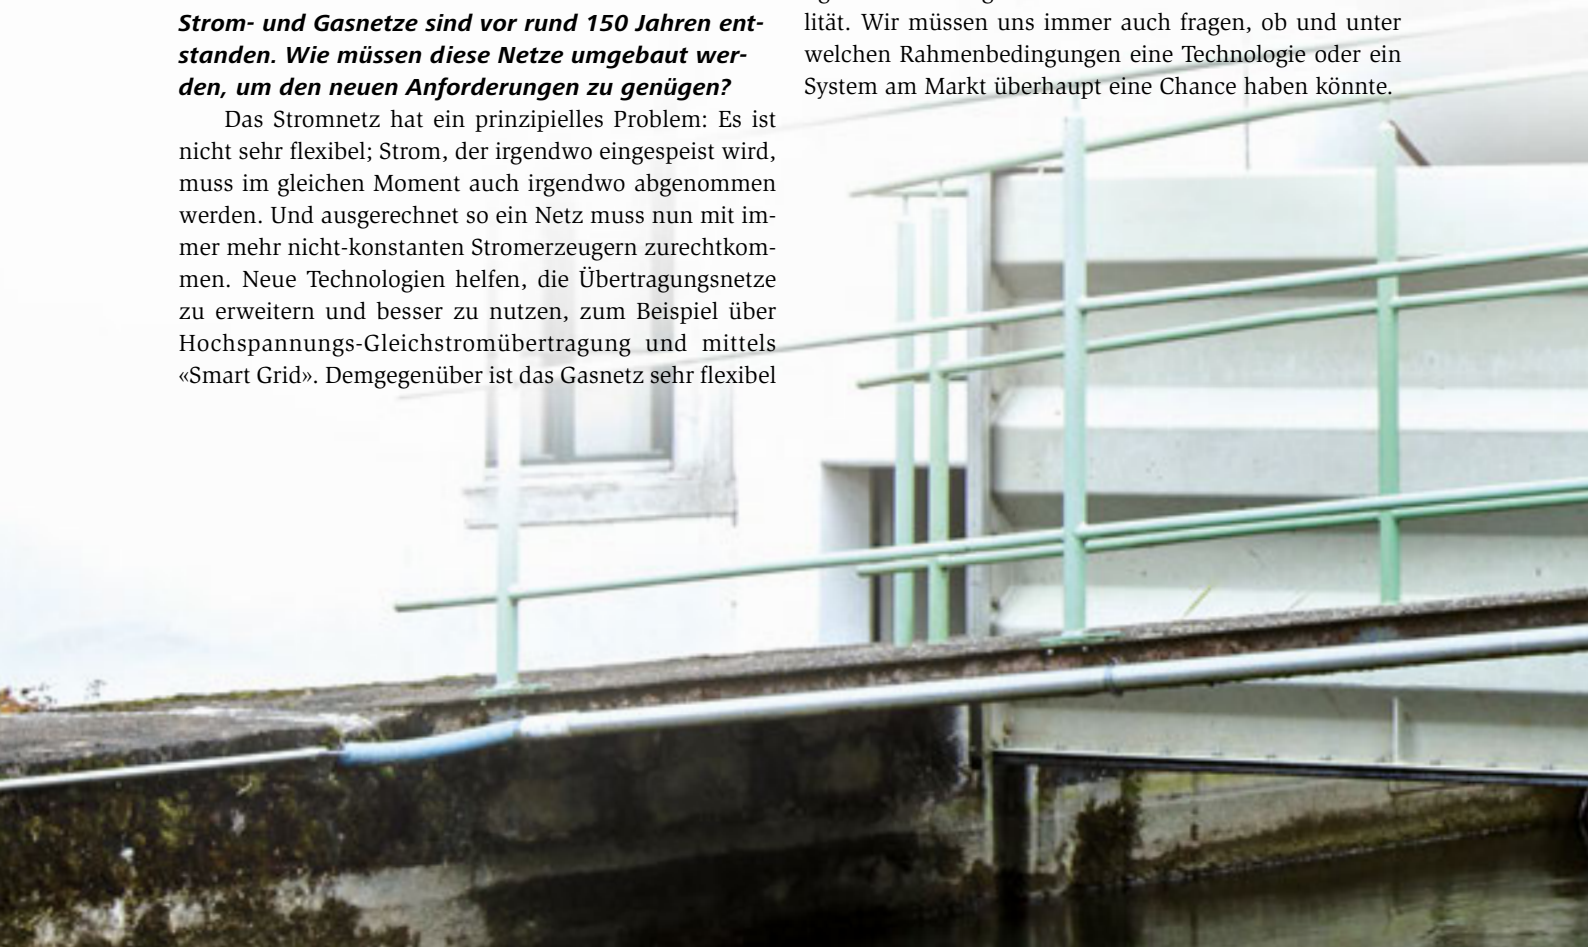 Strom- und Gasnetze sind vor rund 150 Jahren ent-
standen. Wie müssen diese Netze umgebaut wer-
den, um den neuen Anforderungen zu genügen?
Das Stromnetz hat ein prinzipielles Problem: Es ist
nicht sehr flexibel; Strom, der irgendwo eingespeist wird,
muss im gleichen Moment auch irgendwo abgenommen
werden. Und ausgerechnet so ein Netz muss nun mit im-
mer mehr nicht-konstanten Stromerzeugern zurechtkom-
men. Neue Technologien helfen, die Übertragungsnetze
zu erweitern und besser zu nutzen, zum Beispiel über
Hochspannungs-Gleichstromübertragung und mittels
«Smart Grid». Demgegenüber ist das Gasnetz sehr flexibel
lität. Wir müssen uns immer auch fragen, ob und unter
welchen Rahmenbedingungen eine Technologie oder ein
System am Markt überhaupt eine Chance haben könnte.